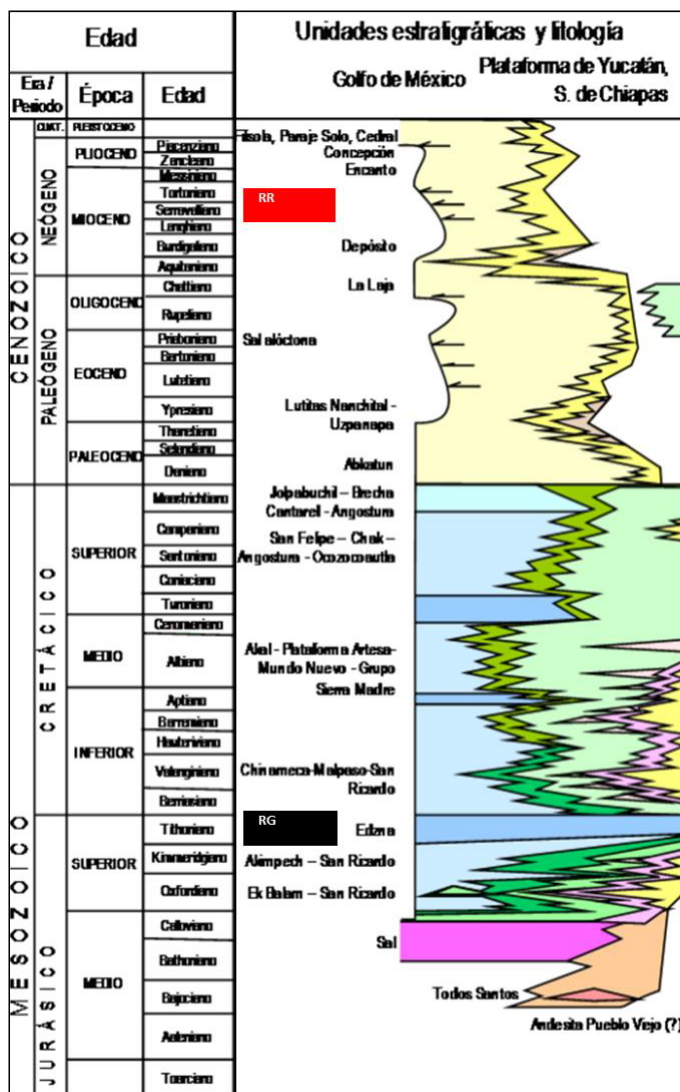 Edad
Unidades estratigráficas y litología
Golfo de México
Plataforma de Yucatán,
S. de Chiapas
Era /
Periodo
Época
Edad
CENOZOICO
MESOZOICO
CUAT.
NEÓGENO
PALEÓGENO
CRETÁCICO
JURÁSICO
PLEISTOCENO
PLIOCENO
MIOCENO
OLIGOCENO
EOCENO
PALEOCENO
SUPERIOR
MEDIO
INFERIOR
SUPERIOR
MEDIO
Piacenziano
Zancleano
Messiniano
Tortoniano
Serravaliano
Langhiano
Burdigaliano
Aquitaniano
Chattiano
Rupeliano
Priaboniano
Bartoniano
Luteciano
Ypresiano
Thanetiano
Selandiano
Daniano
Maastrichtiano
Campaniano
Santoniano
Coniaciano
Turoniano
Cenomaniano
Albiano
Aptiano
Barremiano
Hauteriviano
Valanginiano
Berriasiano
Tithoniano
Kimmeridgiano
Oxfordiano
Calloviano
Bathoniano
Bajociano
Aaleniano
Toarciano
Filisola, Paraje Solo, Cedral
Concepción
Encanto
RR
Depósito
La Laja
Sal alóctona
Lutitas Nanchital -
Uzpanapa
Abkatun
Jolpabuchil – Brecha
Cantarel - Angostura
San Felipe – Chak –
Angostura - Ocozocoautla
Akal - Plataforma Artesa-
Mundo Nuevo - Grupo
Sierra Madre
Chinameca-Malpaso-San
Ricardo
RG
Edzna
Akimpech – San Ricardo
Ek Balam – San Ricardo
Sal
Todos Santos
Andesita Pueblo Viejo (?)